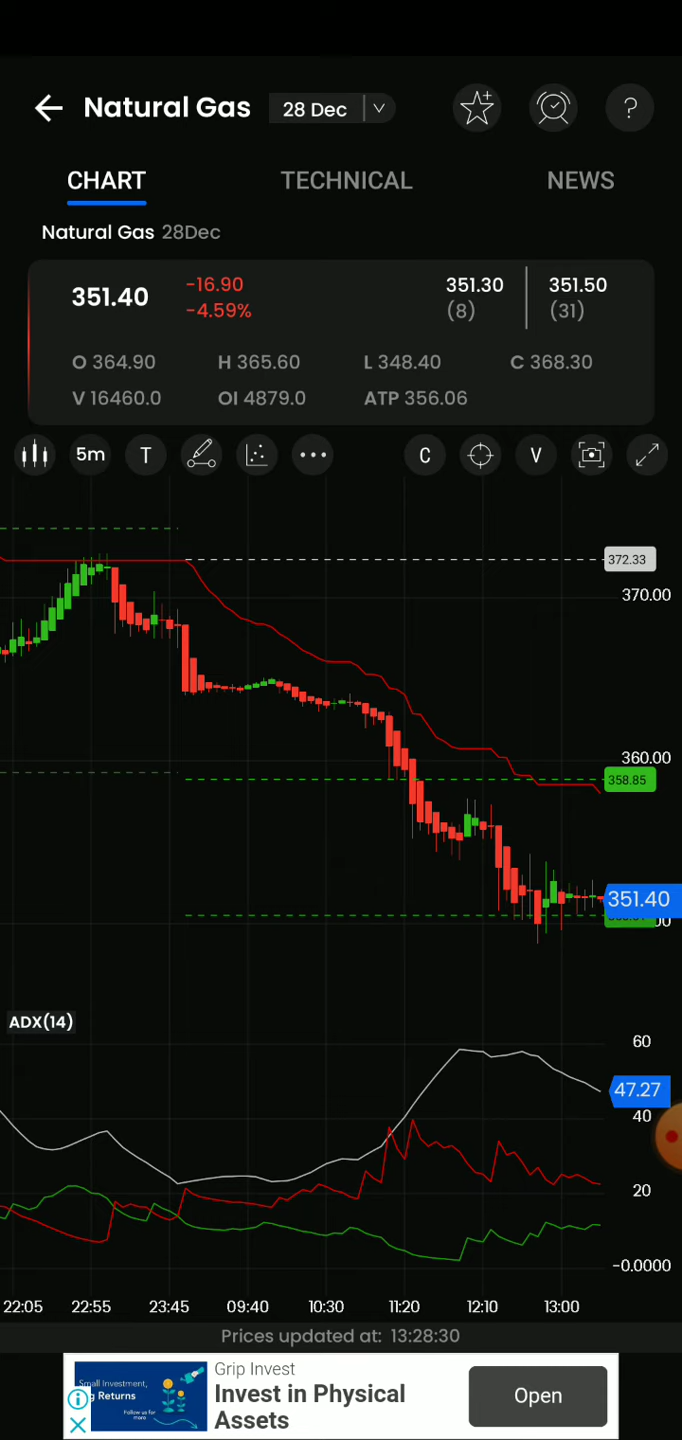 Natural Gas 28 Dec ?
CHART TECHNICAL NEWS
Natural Gas 28Dec
351.40 -16.90 -4.59% 351.30 (8) 351.50 (31)
O 364.90 H 365.60 L 348.40 C 368.30
V 16460.0 OI 4879.0 ATP 356.06
5m T C V
372.33
370.00
360.00
358.85
351.40
ADX(14)
60
47.27
40
20
-0.0000
22:05 22:55 23:45 09:40 10:30 11:20 12:10 13:00
Prices updated at: 13:28:30
Small Investment,
g Returns
Follow us for
more
Grip Invest
Invest in Physical
Assets
Open